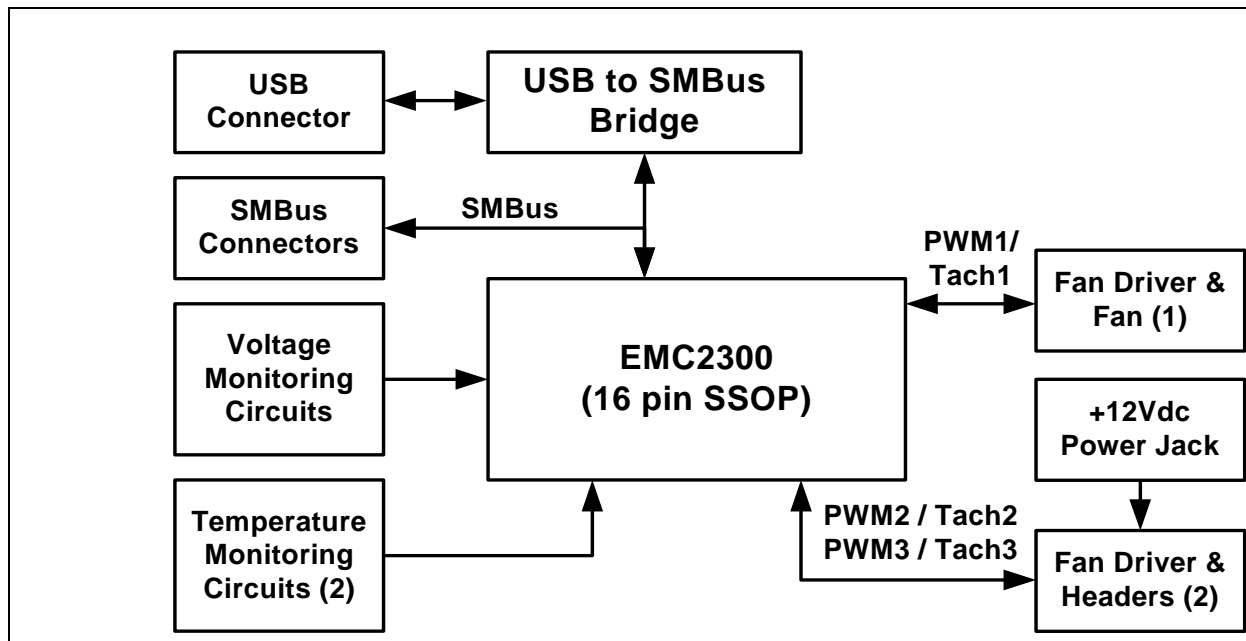 USB
Connector
USB to SMBus
Bridge
SMBus
Connectors
SMBus
Voltage
Monitoring
Circuits
EMC2300
(16 pin SSOP)
PWM1/
Tach1
Fan Driver &
Fan (1)
+12Vdc
Power Jack
Temperature
Monitoring
Circuits (2)
PWM2 / Tach2
PWM3 / Tach3
Fan Driver &
Headers (2)